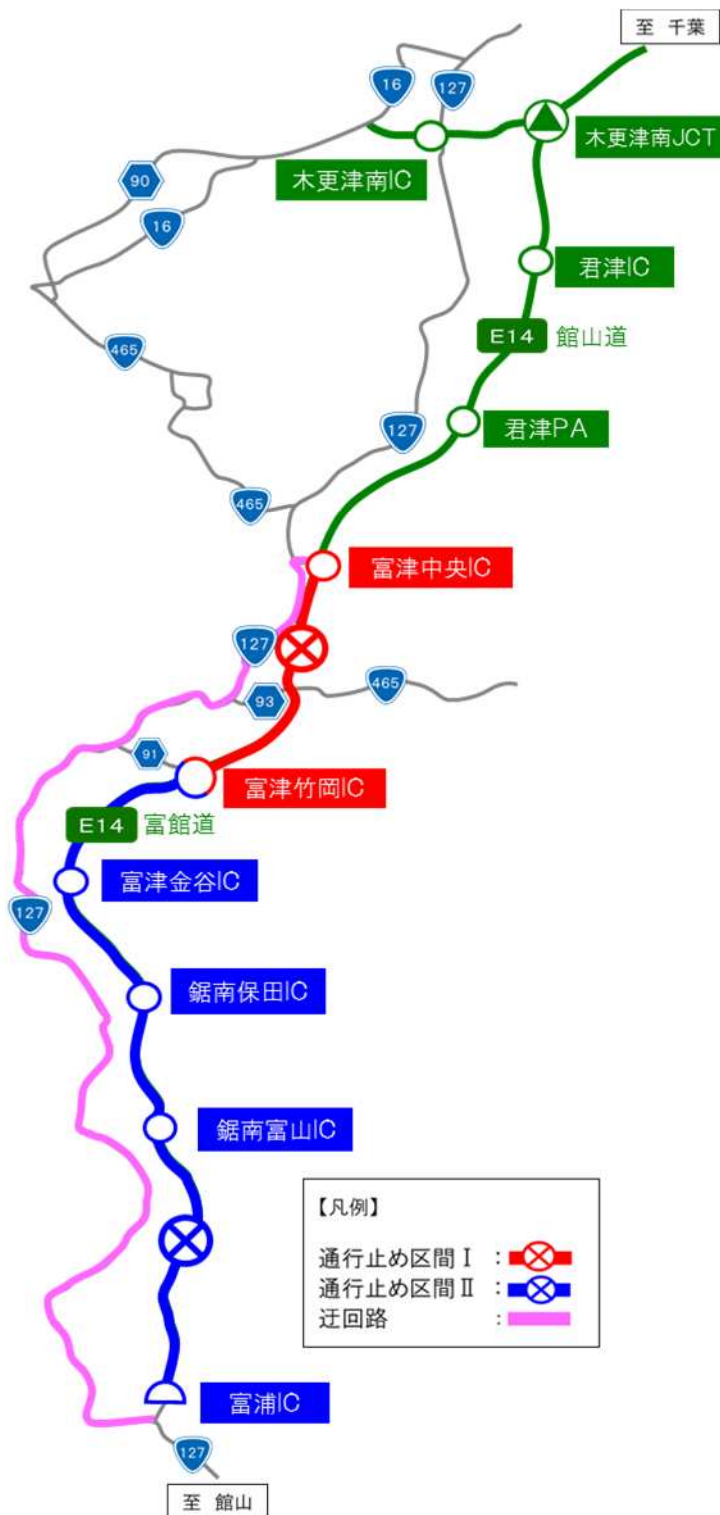 至 千葉
16
127
木更津南JCT
木更津南IC
90
16
君津IC
E14 館山道
465
127
君津PA
465
富津中央IC
127
93
465
91
富津竹岡IC
E14 富館道
富津金谷IC
127
鋸南保田IC
鋸南富山IC
【凡例】
通行止め区間Ⅰ :
通行止め区間Ⅱ :
迂回路 :
富浦IC
127
至 館山